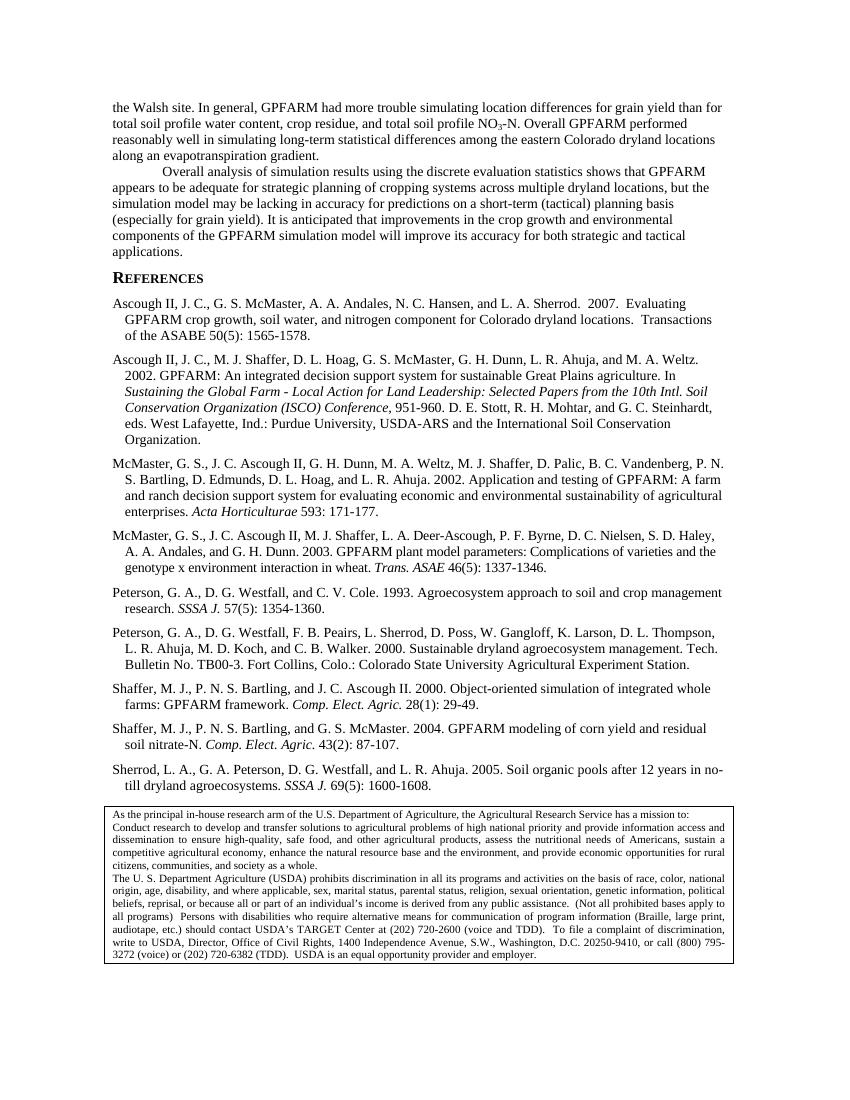 the Walsh site. In general, GPFARM had more trouble simulating location differences for grain yield than for
total soil profile water content, crop residue, and total soil profile NO₃-N. Overall GPFARM performed
reasonably well in simulating long-term statistical differences among the eastern Colorado dryland locations
along an evapotranspiration gradient.
Overall analysis of simulation results using the discrete evaluation statistics shows that GPFARM
appears to be adequate for strategic planning of cropping systems across multiple dryland locations, but the
simulation model may be lacking in accuracy for predictions on a short-term (tactical) planning basis
(especially for grain yield). It is anticipated that improvements in the crop growth and environmental
components of the GPFARM simulation model will improve its accuracy for both strategic and tactical
applications.
REFERENCES
Ascough II, J. C., G. S. McMaster, A. A. Andales, N. C. Hansen, and L. A. Sherrod.  2007.  Evaluating
GPFARM crop growth, soil water, and nitrogen component for Colorado dryland locations.  Transactions
of the ASABE 50(5): 1565-1578.
Ascough II, J. C., M. J. Shaffer, D. L. Hoag, G. S. McMaster, G. H. Dunn, L. R. Ahuja, and M. A. Weltz.
2002. GPFARM: An integrated decision support system for sustainable Great Plains agriculture. In
Sustaining the Global Farm - Local Action for Land Leadership: Selected Papers from the 10th Intl. Soil
Conservation Organization (ISCO) Conference, 951-960. D. E. Stott, R. H. Mohtar, and G. C. Steinhardt,
eds. West Lafayette, Ind.: Purdue University, USDA-ARS and the International Soil Conservation
Organization.
McMaster, G. S., J. C. Ascough II, G. H. Dunn, M. A. Weltz, M. J. Shaffer, D. Palic, B. C. Vandenberg, P. N.
S. Bartling, D. Edmunds, D. L. Hoag, and L. R. Ahuja. 2002. Application and testing of GPFARM: A farm
and ranch decision support system for evaluating economic and environmental sustainability of agricultural
enterprises. Acta Horticulturae 593: 171-177.
McMaster, G. S., J. C. Ascough II, M. J. Shaffer, L. A. Deer-Ascough, P. F. Byrne, D. C. Nielsen, S. D. Haley,
A. A. Andales, and G. H. Dunn. 2003. GPFARM plant model parameters: Complications of varieties and the
genotype x environment interaction in wheat. Trans. ASAE 46(5): 1337-1346.
Peterson, G. A., D. G. Westfall, and C. V. Cole. 1993. Agroecosystem approach to soil and crop management
research. SSSA J. 57(5): 1354-1360.
Peterson, G. A., D. G. Westfall, F. B. Peairs, L. Sherrod, D. Poss, W. Gangloff, K. Larson, D. L. Thompson,
L. R. Ahuja, M. D. Koch, and C. B. Walker. 2000. Sustainable dryland agroecosystem management. Tech.
Bulletin No. TB00-3. Fort Collins, Colo.: Colorado State University Agricultural Experiment Station.
Shaffer, M. J., P. N. S. Bartling, and J. C. Ascough II. 2000. Object-oriented simulation of integrated whole
farms: GPFARM framework. Comp. Elect. Agric. 28(1): 29-49.
Shaffer, M. J., P. N. S. Bartling, and G. S. McMaster. 2004. GPFARM modeling of corn yield and residual
soil nitrate-N. Comp. Elect. Agric. 43(2): 87-107.
Sherrod, L. A., G. A. Peterson, D. G. Westfall, and L. R. Ahuja. 2005. Soil organic pools after 12 years in no-
till dryland agroecosystems. SSSA J. 69(5): 1600-1608.
As the principal in-house research arm of the U.S. Department of Agriculture, the Agricultural Research Service has a mission to:
Conduct research to develop and transfer solutions to agricultural problems of high national priority and provide information access and
dissemination to ensure high-quality, safe food, and other agricultural products, assess the nutritional needs of Americans, sustain a
competitive agricultural economy, enhance the natural resource base and the environment, and provide economic opportunities for rural
citizens, communities, and society as a whole.
The U. S. Department Agriculture (USDA) prohibits discrimination in all its programs and activities on the basis of race, color, national
origin, age, disability, and where applicable, sex, marital status, parental status, religion, sexual orientation, genetic information, political
beliefs, reprisal, or because all or part of an individual’s income is derived from any public assistance.  (Not all prohibited bases apply to
all programs)  Persons with disabilities who require alternative means for communication of program information (Braille, large print,
audiotape, etc.) should contact USDA’s TARGET Center at (202) 720-2600 (voice and TDD).  To file a complaint of discrimination,
write to USDA, Director, Office of Civil Rights, 1400 Independence Avenue, S.W., Washington, D.C. 20250-9410, or call (800) 795-
3272 (voice) or (202) 720-6382 (TDD).  USDA is an equal opportunity provider and employer.